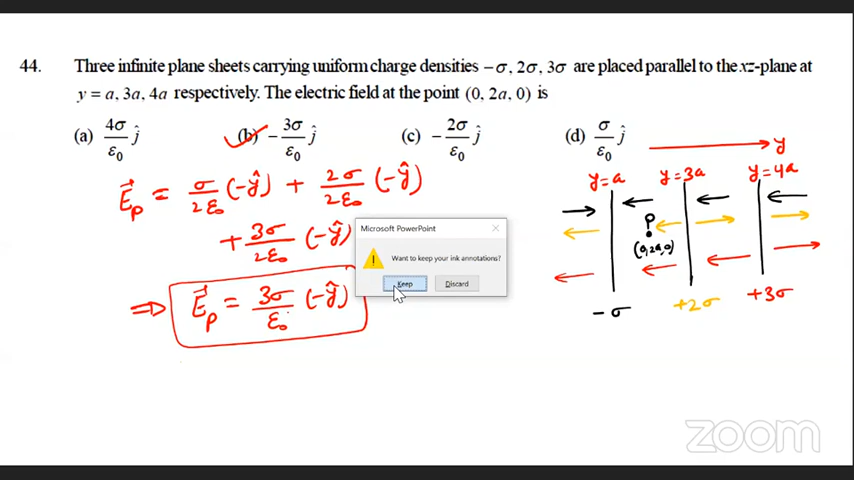 44. Three infinite plane sheets carrying uniform charge densities −σ, 2σ, 3σ are placed parallel to the xz-plane at
y = a, 3a, 4a respectively. The electric field at the point (0, 2a, 0) is
(a) 4σ/ε₀ ĵ (b) −3σ/ε₀ ĵ (c) −2σ/ε₀ ĵ (d) σ/ε₀ ĵ
y
y=a y=3a y=4a
E⃗p = σ/2ε₀ (−ŷ) + 2σ/2ε₀ (−ŷ)
+ 3σ/2ε₀ (−ŷ)
⇒ E⃗p = 3σ/ε₀ (−ŷ)
P
(0,2a,0)
−σ +2σ +3σ
Microsoft PowerPoint
Want to keep your ink annotations?
Keep Discard
zoom